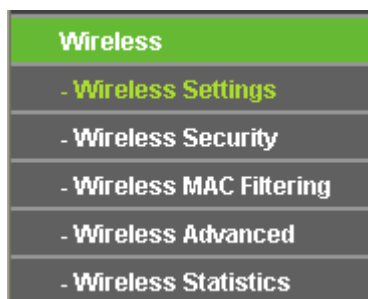 Wireless
- Wireless Settings
- Wireless Security
- Wireless MAC Filtering
- Wireless Advanced
- Wireless Statistics